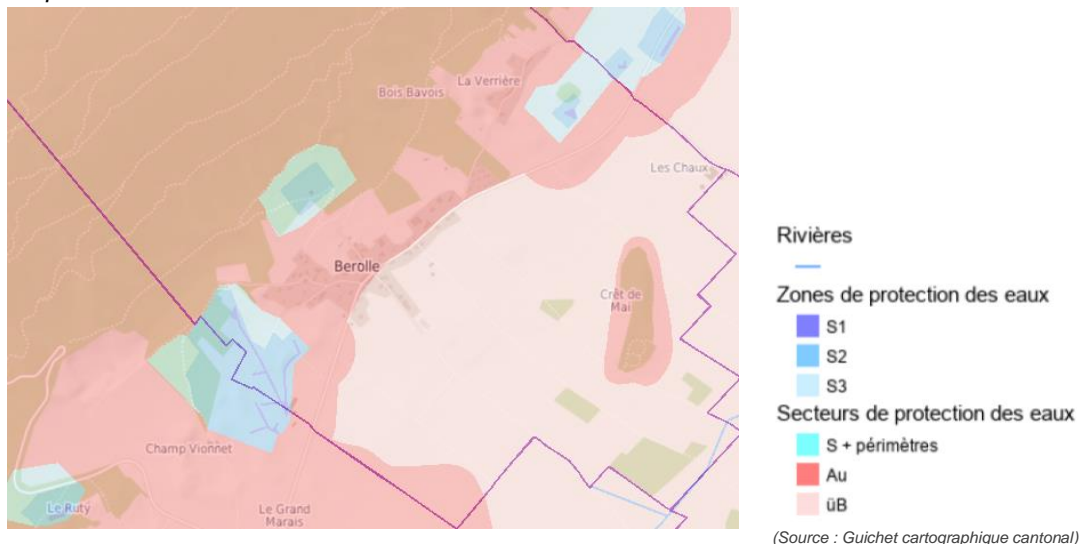 La Verrière
Bois Bavois
Les Chaux
Berolle
Crêt de
Mai
Champ Vionnet
Le Ruty
Le Grand
Marais
Rivières
Zones de protection des eaux
S1
S2
S3
Secteurs de protection des eaux
S + périmètres
Au
üB
(Source : Guichet cartographique cantonal)